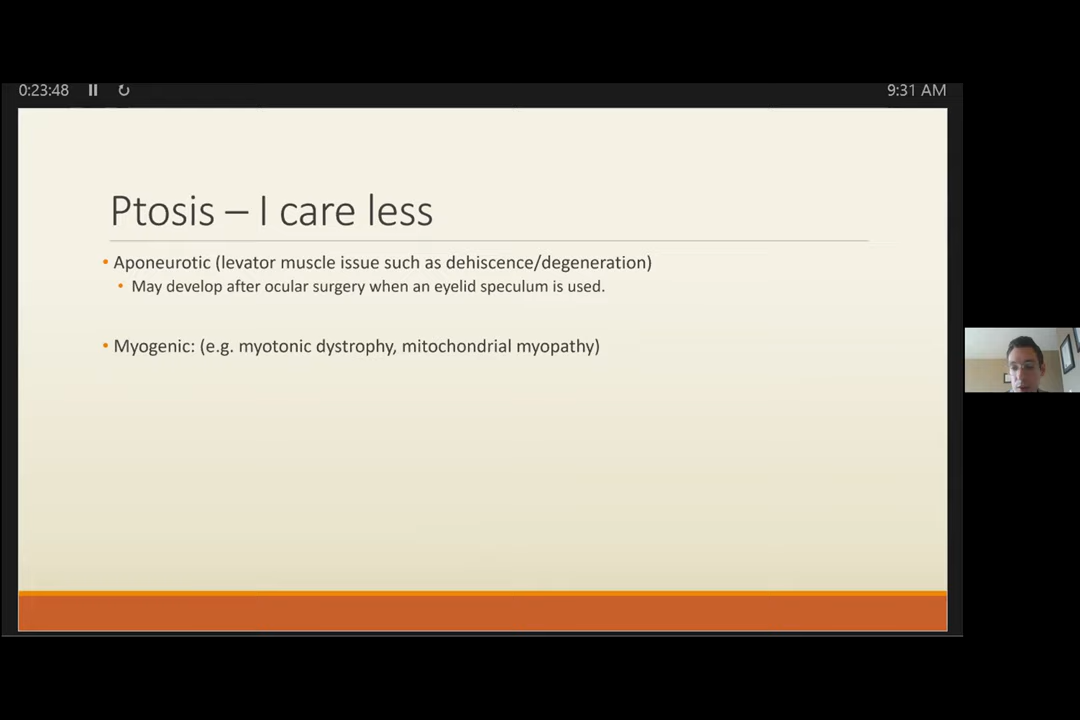 0:23:48
9:31 AM
Ptosis – I care less
• Aponeurotic (levator muscle issue such as dehiscence/degeneration)
• May develop after ocular surgery when an eyelid speculum is used.
• Myogenic: (e.g. myotonic dystrophy, mitochondrial myopathy)